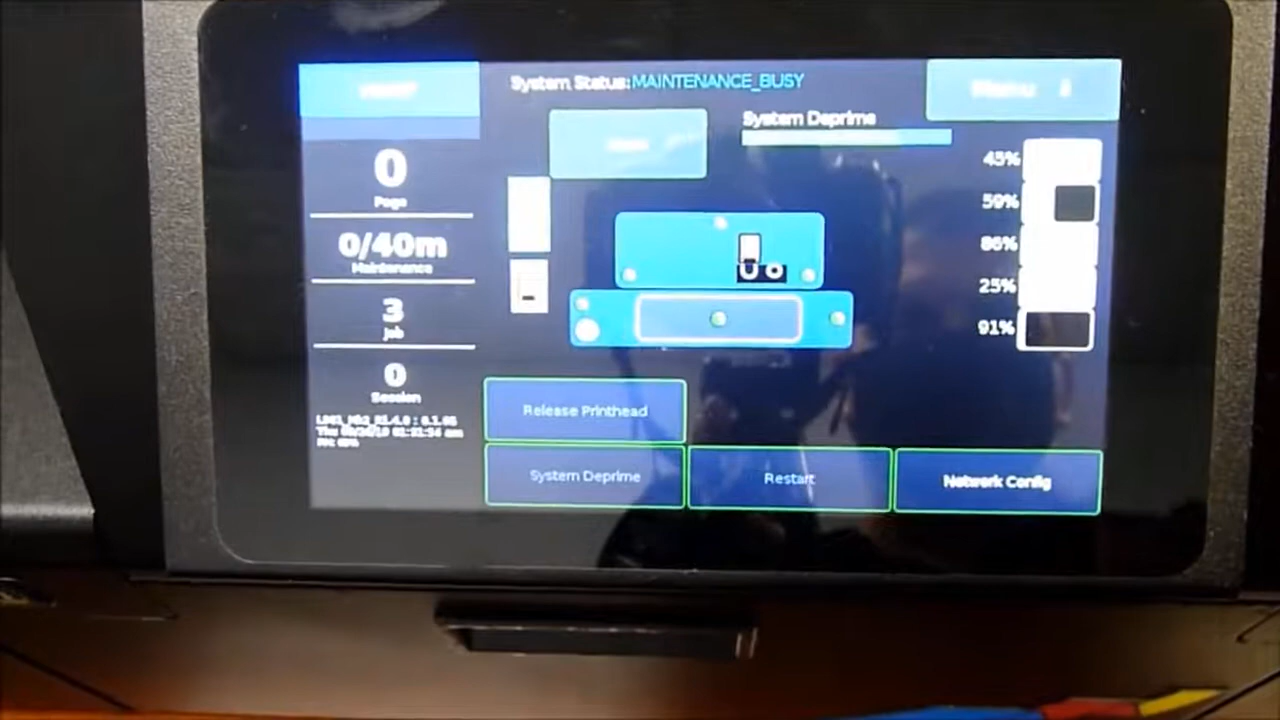 System Status: MAINTENANCE_BUSY
Menu
System Deprime
0
Page
0/40m
Maintenance
3
Job
0
Session
45%
59%
86%
25%
91%
Release Printhead
System Deprime
Restart
Network Config